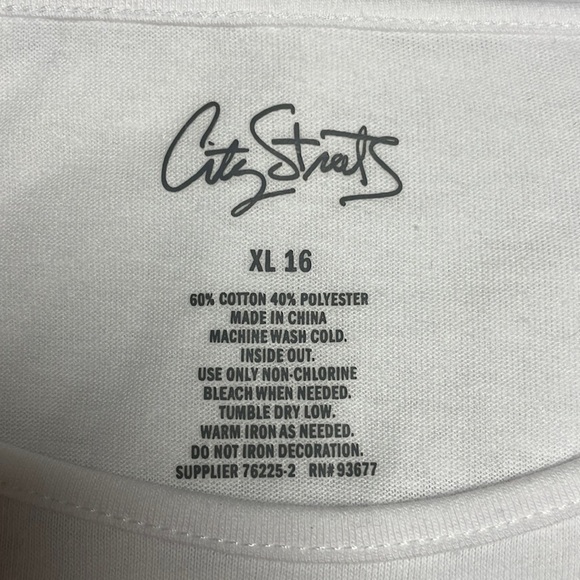 City Streets
XL 16
60% COTTON 40% POLYESTER
MADE IN CHINA
MACHINE WASH COLD.
INSIDE OUT.
USE ONLY NON-CHLORINE
BLEACH WHEN NEEDED.
TUMBLE DRY LOW.
WARM IRON AS NEEDED.
DO NOT IRON DECORATION.
SUPPLIER 76225-2 RN# 93677